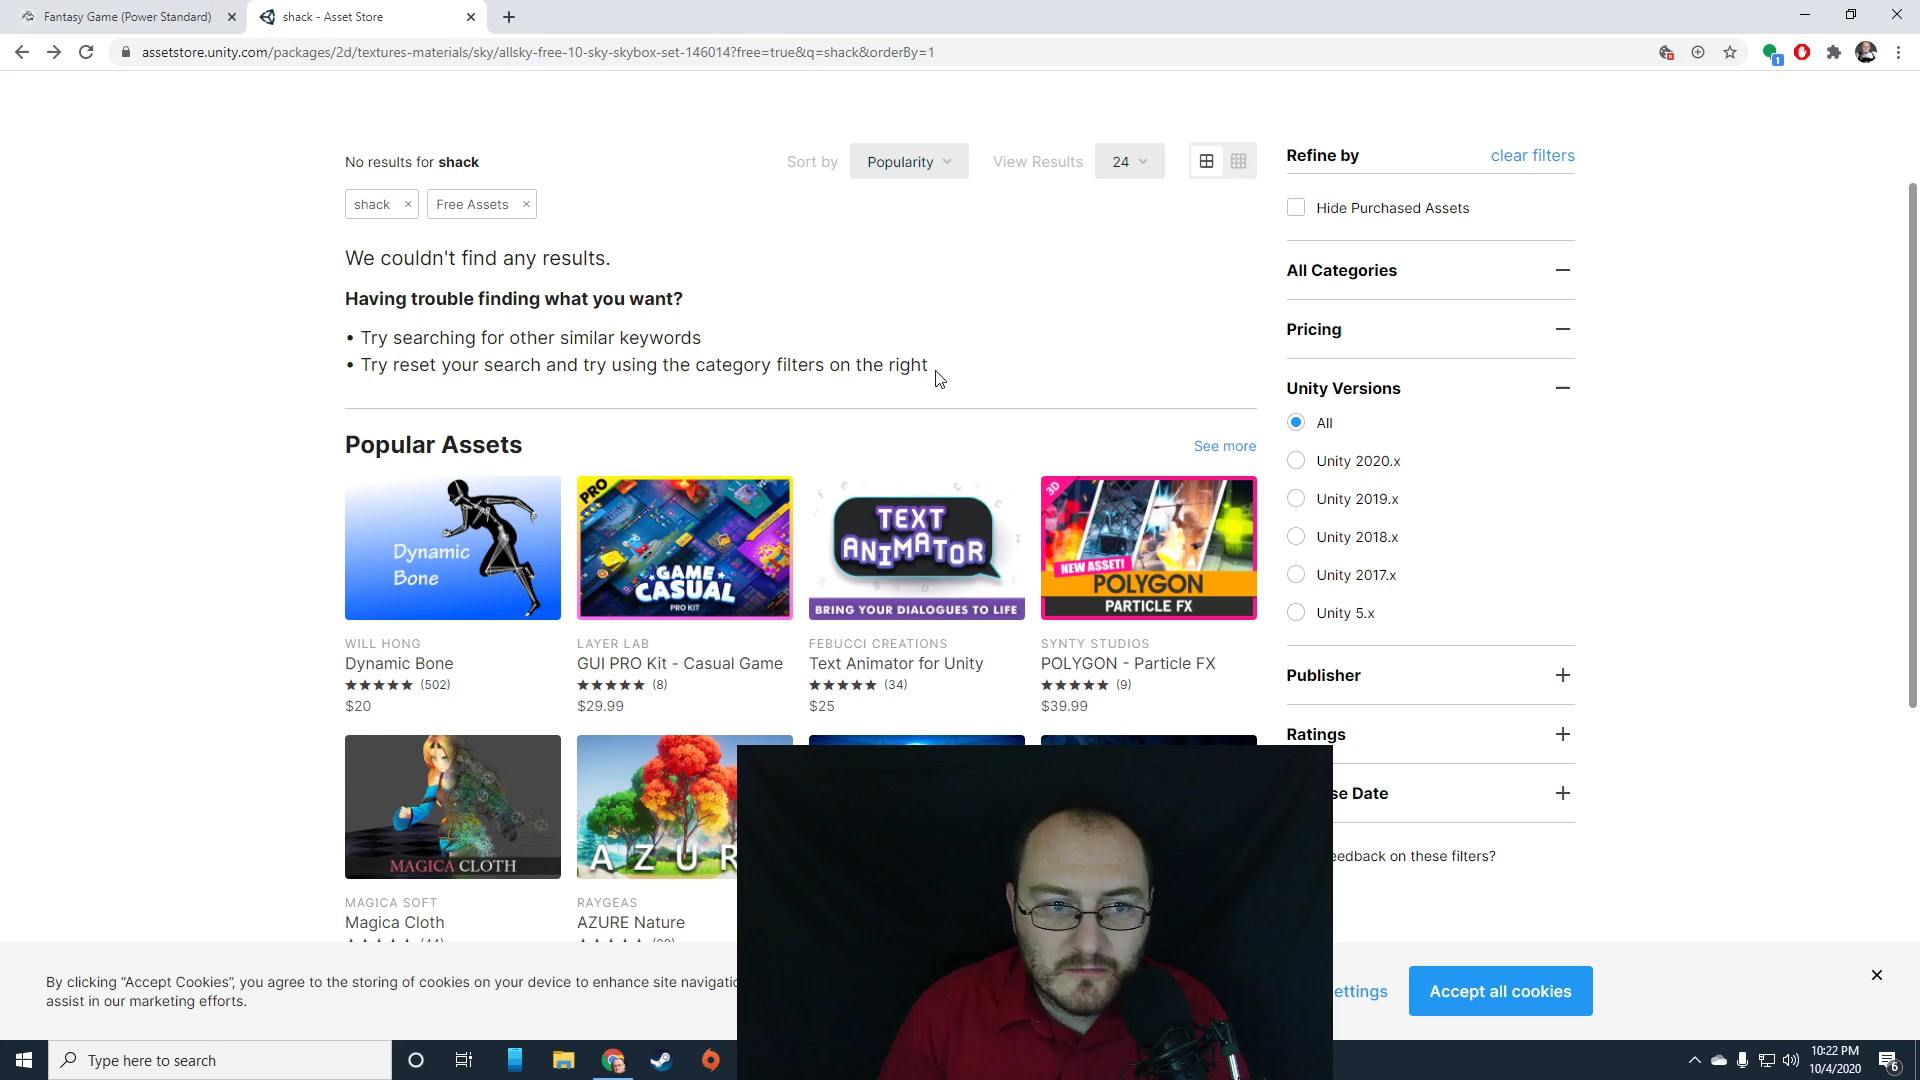 Fantasy Game (Power Standard)
shack - Asset Store
assetstore.unity.com/packages/2d/textures-materials/sky/allsky-free-10-sky-skybox-set-146014?free=true&q=shack&orderBy=1
1
No results for shack
Sort by
Popularity
View Results
24
shack ×
Free Assets ×
We couldn't find any results.
Having trouble finding what you want?
• Try searching for other similar keywords
• Try reset your search and try using the category filters on the right
Popular Assets
See more
Dynamic
Bone
WILL HONG
Dynamic Bone
★★★★★ (502)
$20
PRO
GAME
CASUAL
PRO KIT
LAYER LAB
GUI PRO Kit - Casual Game
★★★★★ (8)
$29.99
TEXT
ANIMATOR
BRING YOUR DIALOGUES TO LIFE
FEBUCCI CREATIONS
Text Animator for Unity
★★★★★ (34)
$25
3D
NEW ASSET!
POLYGON
PARTICLE FX
SYNTY STUDIOS
POLYGON - Particle FX
★★★★★ (9)
$39.99
MAGICA CLOTH
MAGICA SOFT
Magica Cloth
AZUR
RAYGEAS
AZURE Nature
Refine by
clear filters
Hide Purchased Assets
All Categories
Pricing
Unity Versions
All
Unity 2020.x
Unity 2019.x
Unity 2018.x
Unity 2017.x
Unity 5.x
Publisher
Ratings
se Date
eedback on these filters?
By clicking “Accept Cookies”, you agree to the storing of cookies on your device to enhance site navigatio
assist in our marketing efforts.
ettings
Accept all cookies
Type here to search
10:22 PM
10/4/2020
6